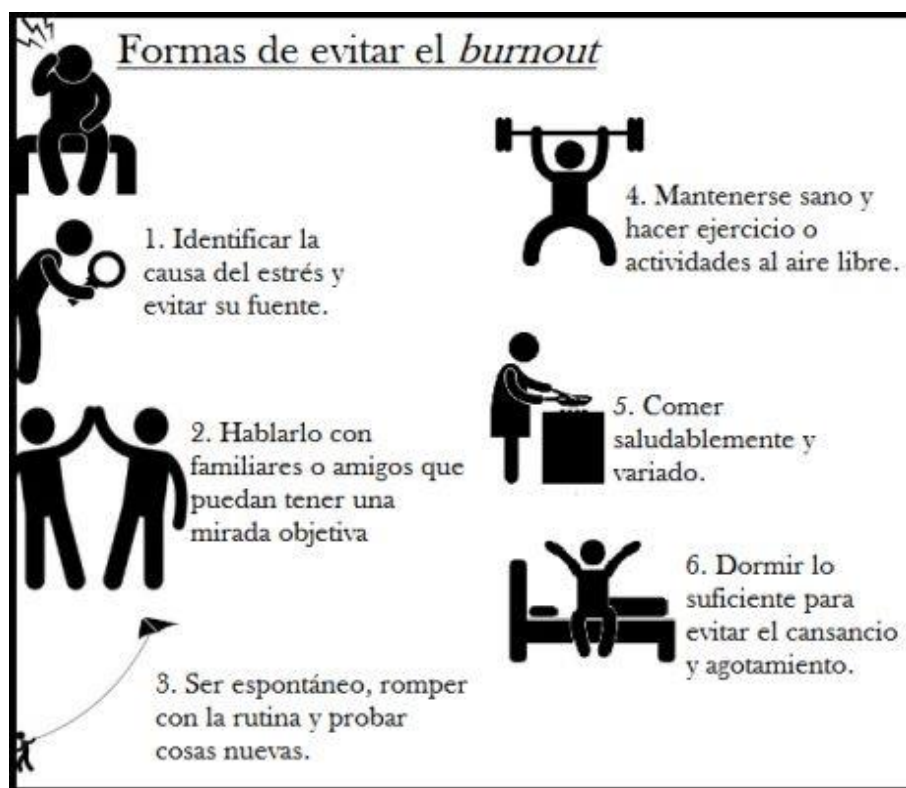 Formas de evitar el burnout
1. Identificar la
causa del estrés y
evitar su fuente.
2. Hablarlo con
familiares o amigos que
puedan tener una
mirada objetiva
3. Ser espontáneo, romper
con la rutina y probar
cosas nuevas.
4. Mantenerse sano y
hacer ejercicio o
actividades al aire libre.
5. Comer
saludablemente y
variado.
6. Dormir lo
suficiente para
evitar el cansancio
y agotamiento.